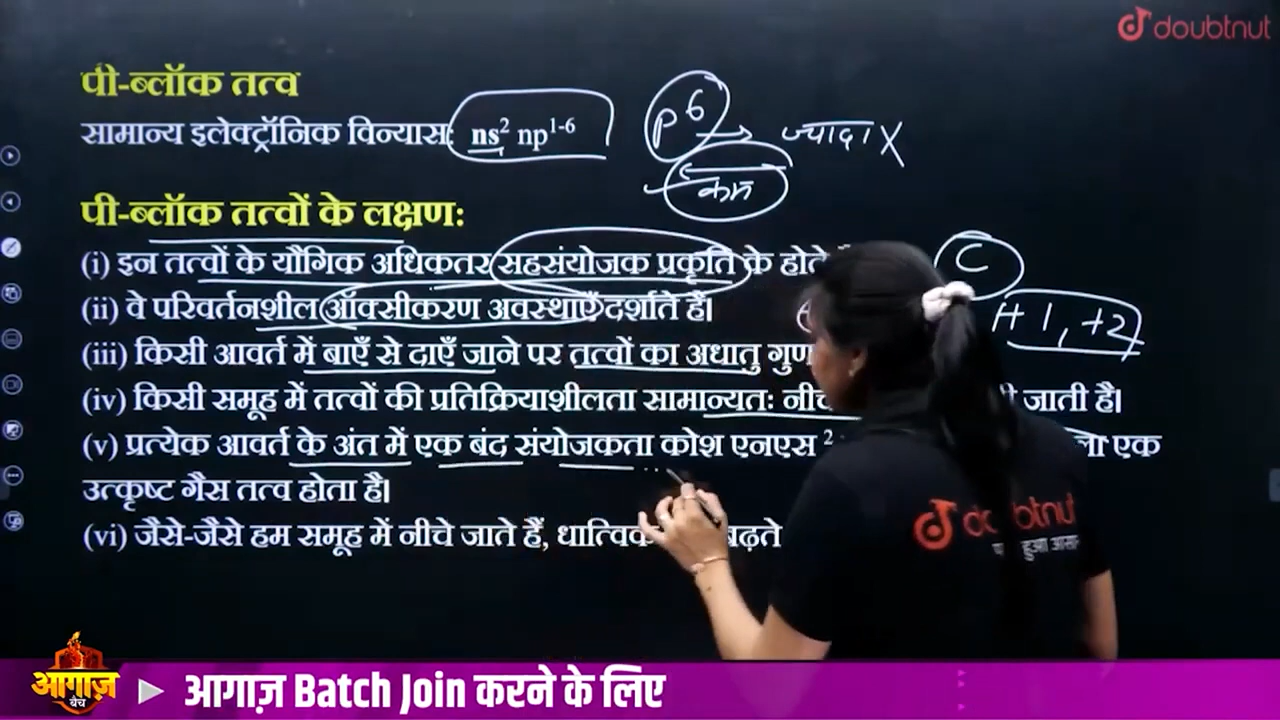 doubtnut
पी-ब्लॉक तत्व
सामान्य इलेक्ट्रॉनिक विन्यास: ns² np¹⁻⁶
p⁶ → ज्यादा X
कम
पी-ब्लॉक तत्वों के लक्षण:
(i) इन तत्वों के यौगिक अधिकतर सहसंयोजक प्रकृति के होते
C
(ii) वे परिवर्तनशील ऑक्सीकरण अवस्थाएँ दर्शाते हैं।
+1, +2
(iii) किसी आवर्त में बाएँ से दाएँ जाने पर तत्वों का अधातु गुण
(iv) किसी समूह में तत्वों की प्रतिक्रियाशीलता सामान्यतः नीचे जाती है।
(v) प्रत्येक आवर्त के अंत में एक बंद संयोजकता कोश एनएस ² एक
उत्कृष्ट गैस तत्व होता है।
(vi) जैसे-जैसे हम समूह में नीचे जाते हैं, बढ़ते
doubtnut
हुआ
आगाज़
बैच
आगाज़ Batch Join करने के लिए